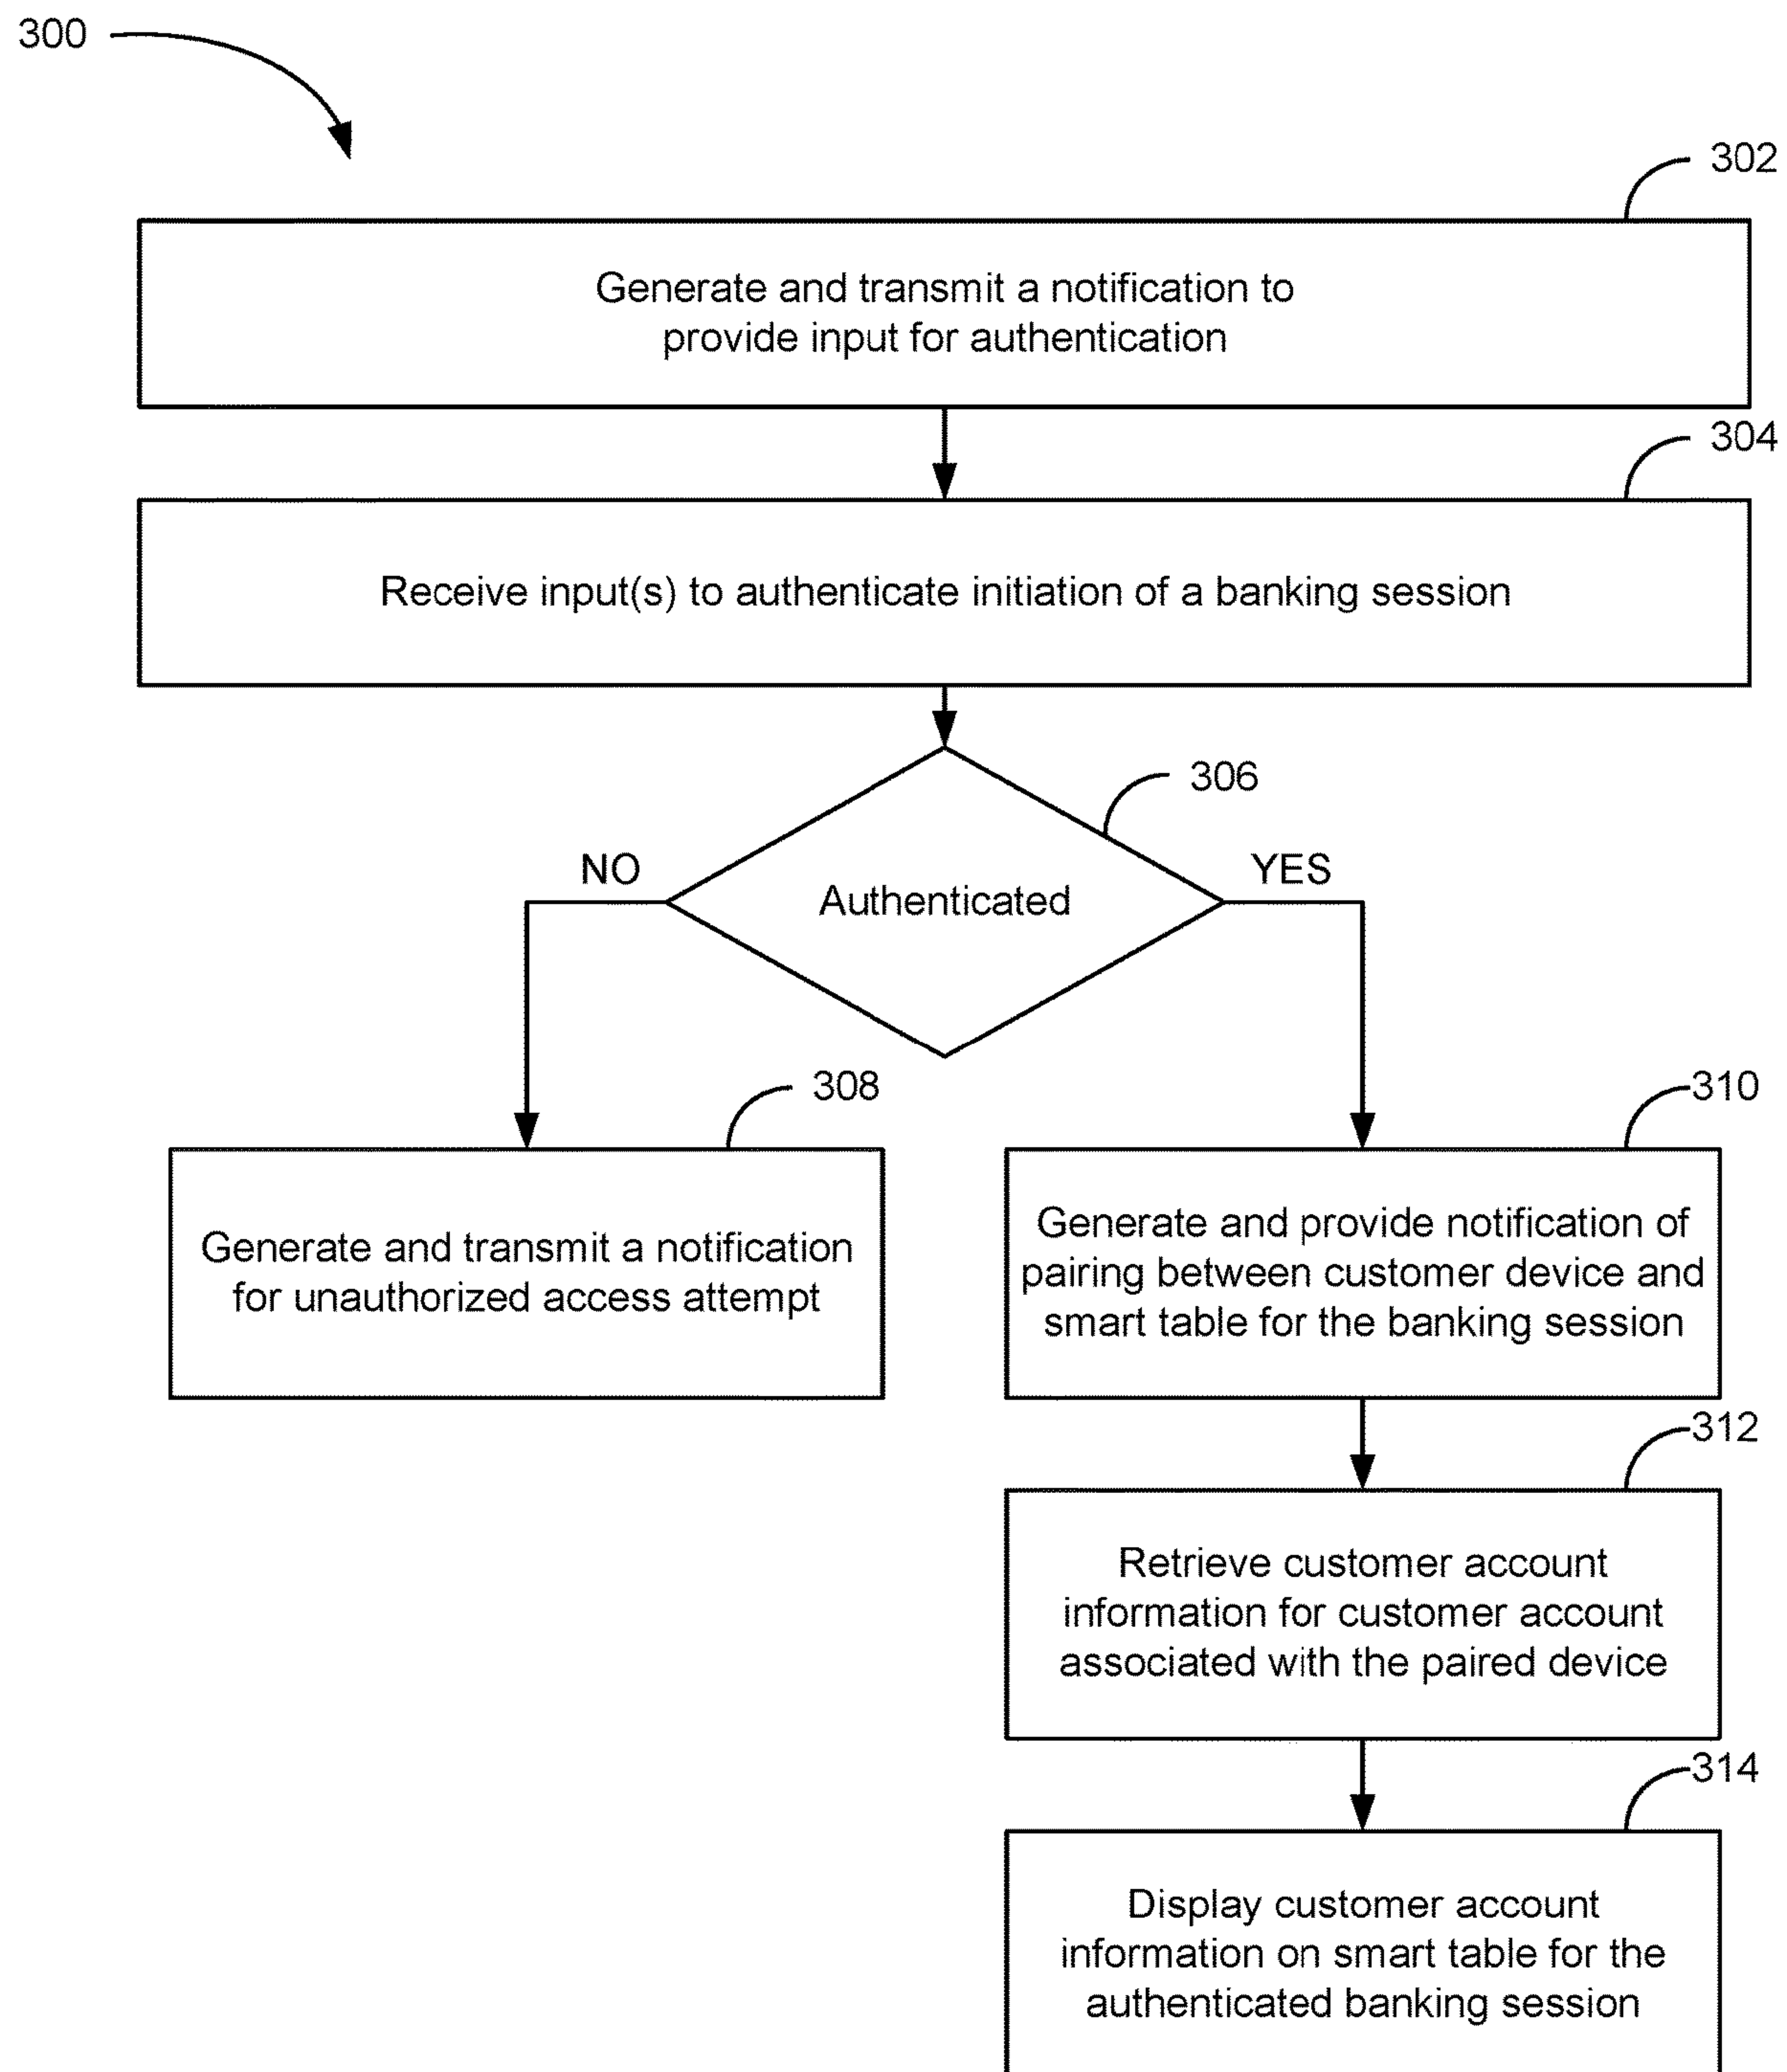 300
302
Generate and transmit a notification to
provide input for authentication
304
Receive input(s) to authenticate initiation of a banking session
306
NO
YES
Authenticated
308
310
Generate and transmit a notification
for unauthorized access attempt
Generate and provide notification of
pairing between customer device and
smart table for the banking session
312
Retrieve customer account
information for customer account
associated with the paired device
314
Display customer account
information on smart table for the
authenticated banking session